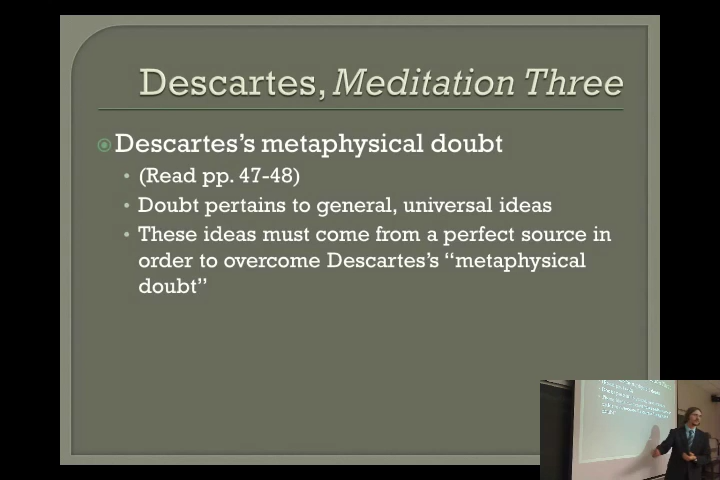 Descartes, Meditation Three
Descartes’s metaphysical doubt
(Read pp. 47-48)
Doubt pertains to general, universal ideas
These ideas must come from a perfect source in
order to overcome Descartes’s “metaphysical
doubt”